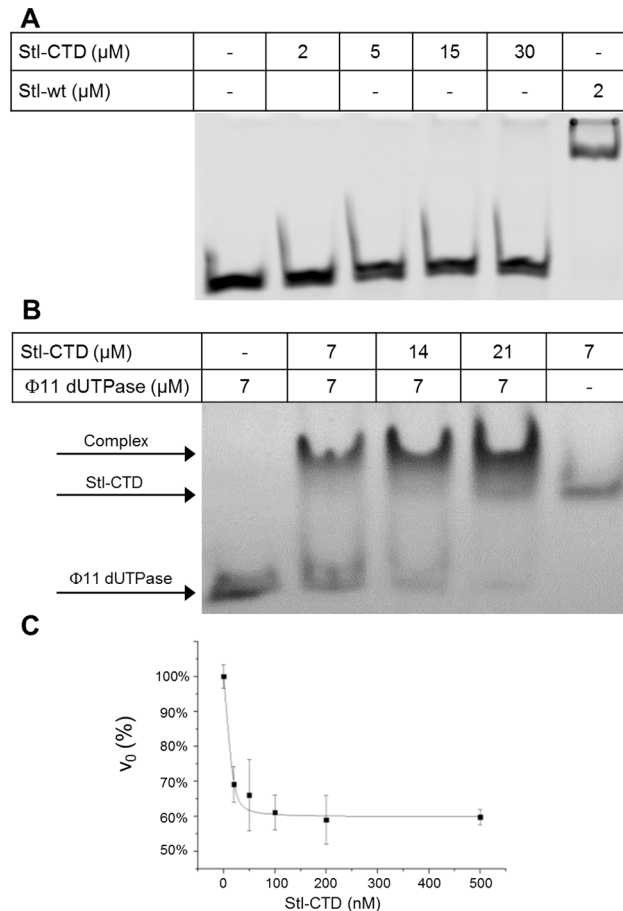 A
Stl-CTD (µM) - 2 5 15 30 -
Stl-wt (µM) - - - - 2
B
Stl-CTD (µM) - 7 14 21 7
Φ11 dUTPase (µM) 7 7 7 7 -
Complex
Stl-CTD
Φ11 dUTPase
C
100%
90%
80%
70%
60%
50%
v0 (%)
0 100 200 300 400 500
Stl-CTD (nM)